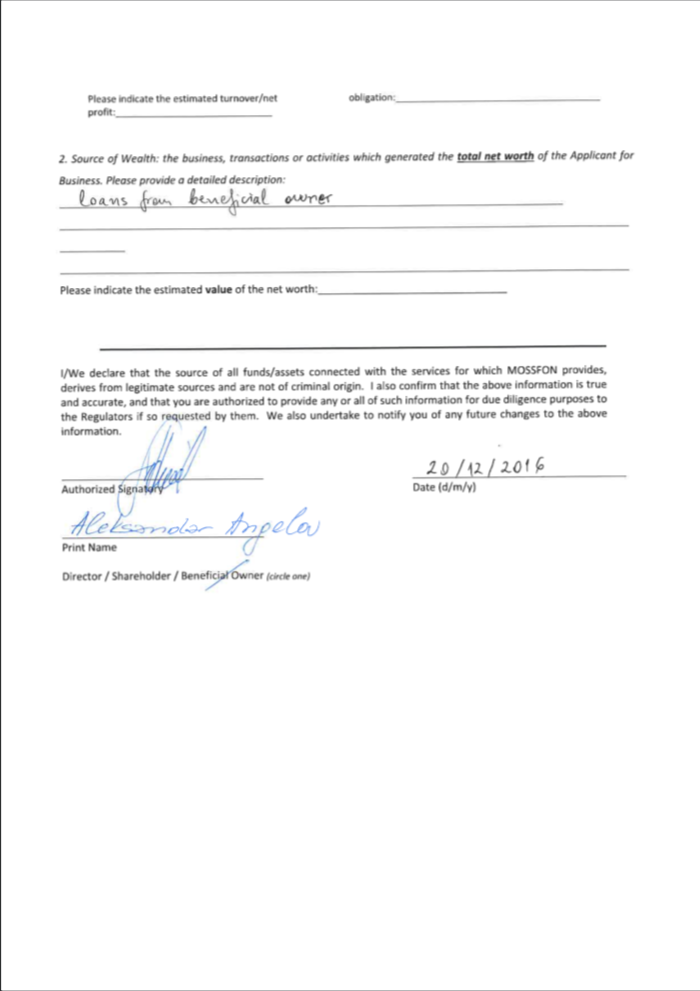 Please indicate the estimated turnover/net
profit:
obligation:
2. Source of Wealth: the business, transactions or activities which generated the total net worth of the Applicant for
Business. Please provide a detailed description:
loans from beneficial owner
Please indicate the estimated value of the net worth:
I/We declare that the source of all funds/assets connected with the services for which MOSSFON provides,
derives from legitimate sources and are not of criminal origin. I also confirm that the above information is true
and accurate, and that you are authorized to provide any or all of such information for due diligence purposes to
the Regulators if so requested by them. We also undertake to notify you of any future changes to the above
information.
20/12/2016
Authorized Signatory
Date (d/m/y)
Aleksandar Angelov
Print Name
Director / Shareholder / Beneficial Owner (circle one)